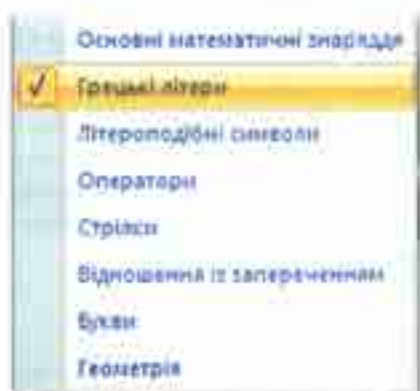 Основні математичні знаряддя
Грецькі літери
Літероподібні символи
Оператори
Стрілки
Відношення із запереченням
Букви
Геометрія